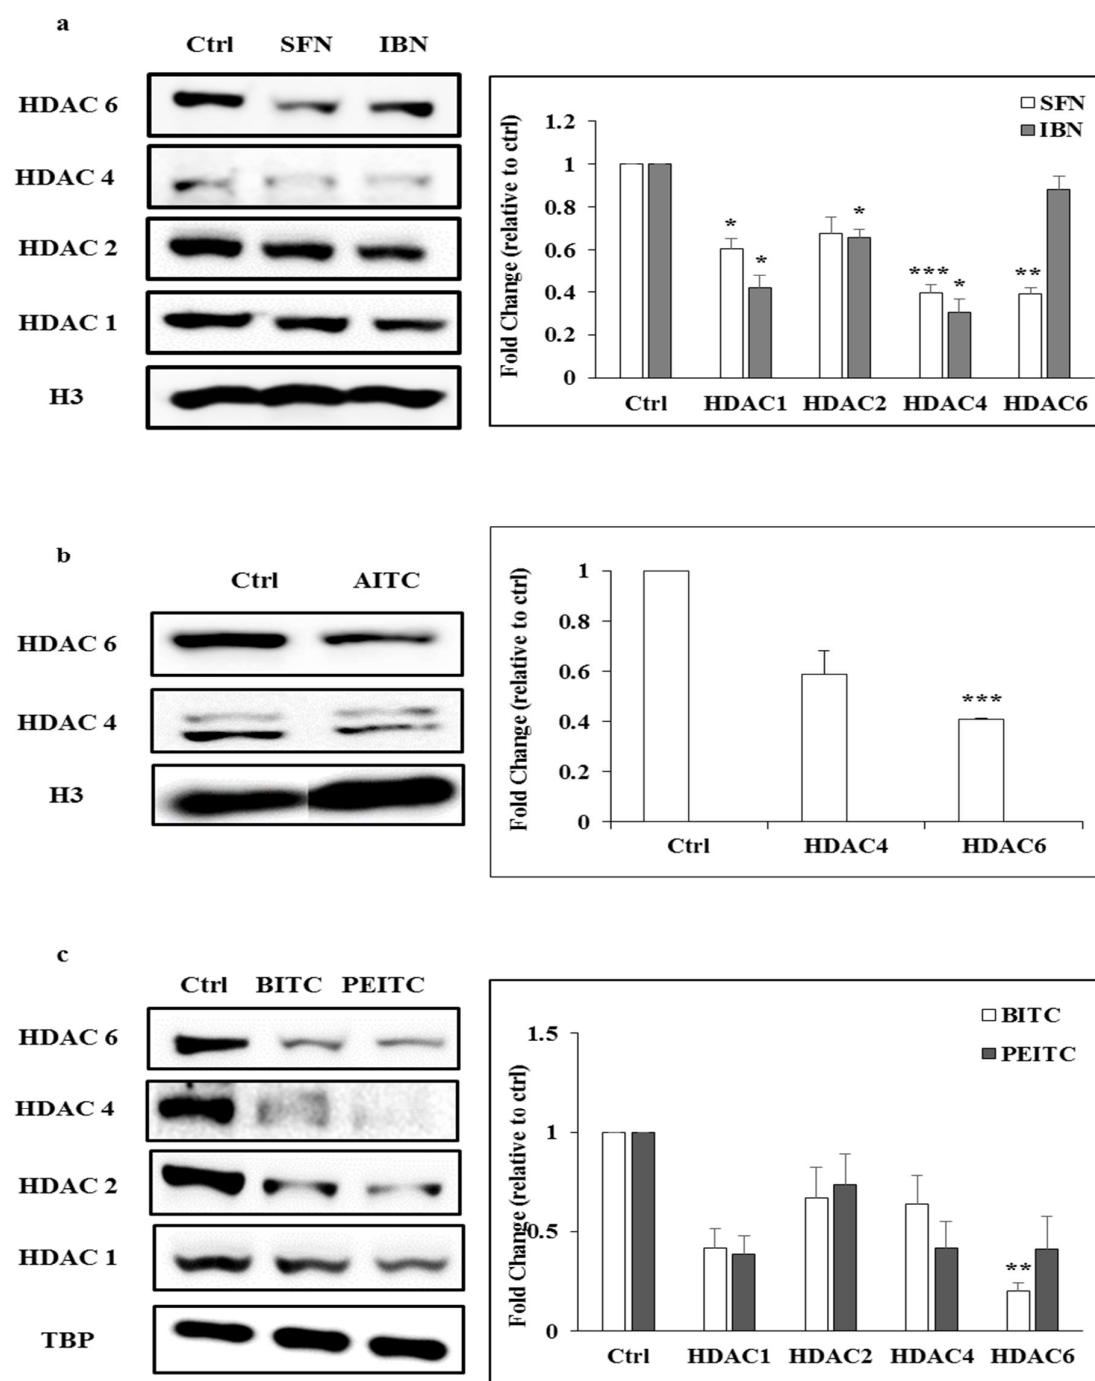 a
Ctrl SFN IBN
HDAC 6
HDAC 4
HDAC 2
HDAC 1
H3
Fold Change (relative to ctrl)
1.2
1
0.8
0.6
0.4
0.2
0
SFN
IBN
* * * *** * **
Ctrl HDAC1 HDAC2 HDAC4 HDAC6
b
Ctrl AITC
HDAC 6
HDAC 4
H3
Fold Change (relative to ctrl)
1
0.8
0.6
0.4
0.2
0
***
Ctrl HDAC4 HDAC6
c
Ctrl BITC PEITC
HDAC 6
HDAC 4
HDAC 2
HDAC 1
TBP
Fold Change (relative to ctrl)
1.5
1
0.5
0
BITC
PEITC
**
Ctrl HDAC1 HDAC2 HDAC4 HDAC6